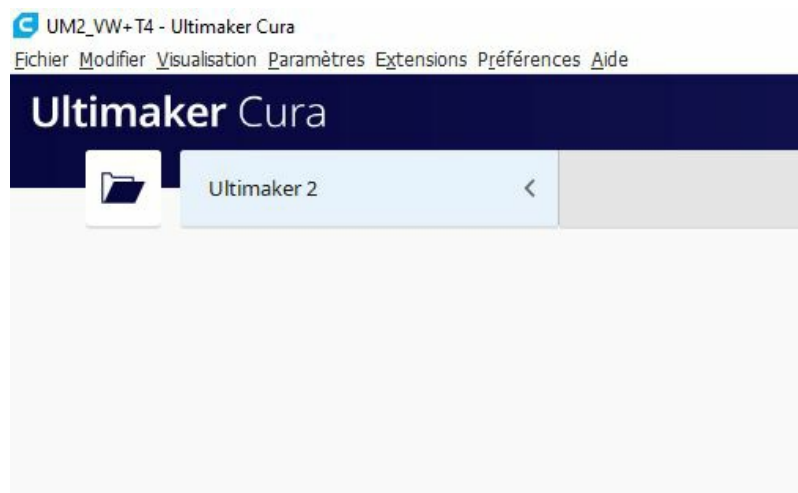 UM2_VW+T4 - Ultimaker Cura
Fichier Modifier Visualisation Paramètres Extensions Préférences Aide
Ultimaker Cura
Ultimaker 2